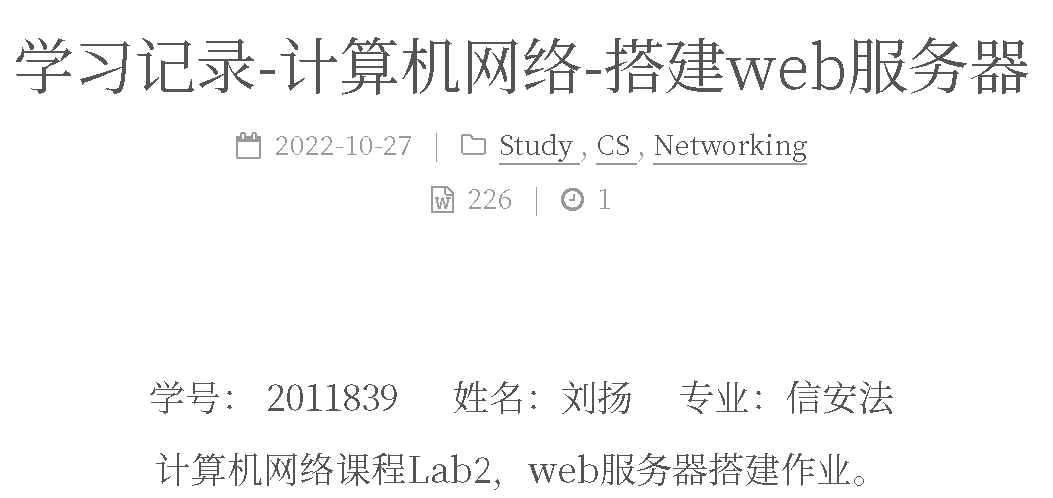 学习记录-计算机网络-搭建web服务器
2022-10-27 | Study , CS , Networking
226 | 1
学号： 2011839 姓名：刘扬 专业：信安法
计算机网络课程Lab2，web服务器搭建作业。